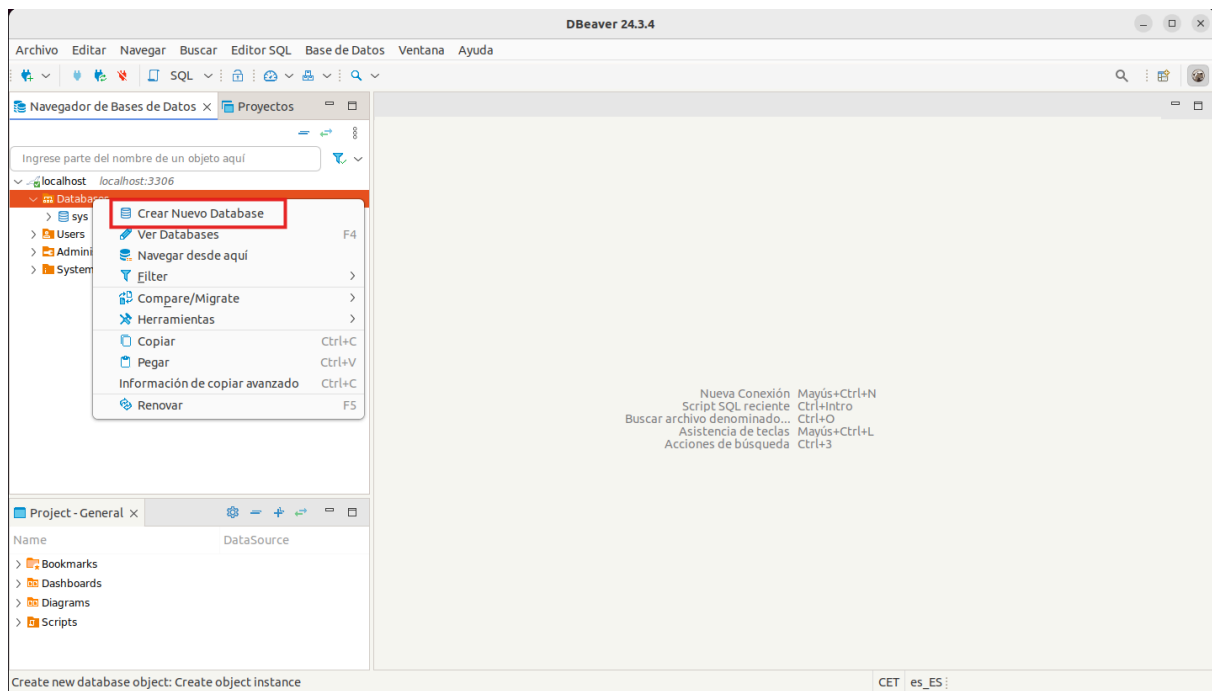 DBeaver 24.3.4
Archivo Editar Navegar Buscar Editor SQL Base de Datos Ventana Ayuda
SQL
Navegador de Bases de Datos Proyectos
Ingrese parte del nombre de un objeto aquí
localhost localhost:3306
Databases
sys
Users
Admini
System
Crear Nuevo Database
Ver Databases F4
Navegar desde aquí
Filter
Compare/Migrate
Herramientas
Copiar Ctrl+C
Pegar Ctrl+V
Información de copiar avanzado Ctrl+C
Renovar F5
Nueva Conexión Mayús+Ctrl+N
Script SQL reciente Ctrl+Intro
Buscar archivo denominado... Ctrl+O
Asistencia de teclas Mayús+Ctrl+L
Acciones de búsqueda Ctrl+3
Project - General
Name DataSource
Bookmarks
Dashboards
Diagrams
Scripts
Create new database object: Create object instance CET es_ES